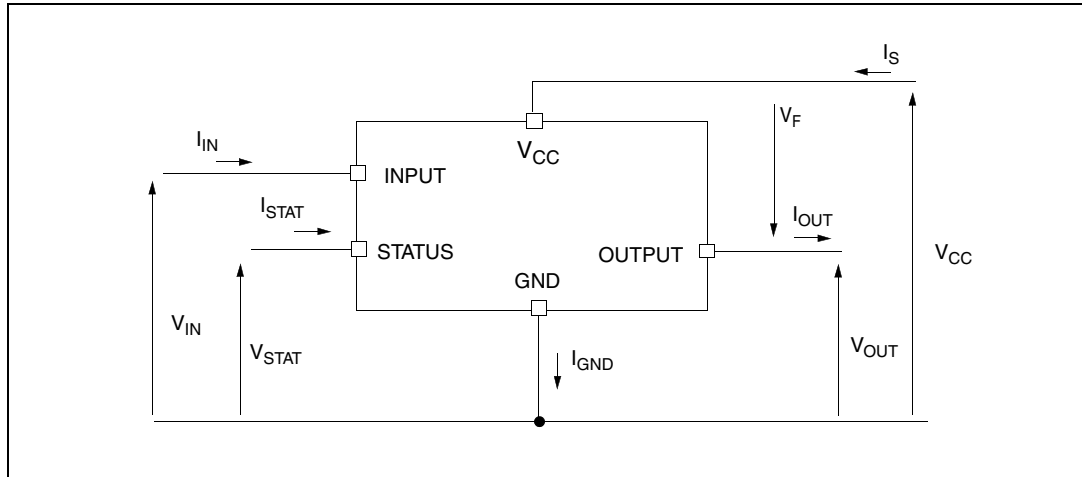 I_S
V_F
V_CC
I_IN
INPUT
I_STAT
STATUS
I_OUT
OUTPUT
V_CC
GND
V_IN
V_STAT
I_GND
V_OUT